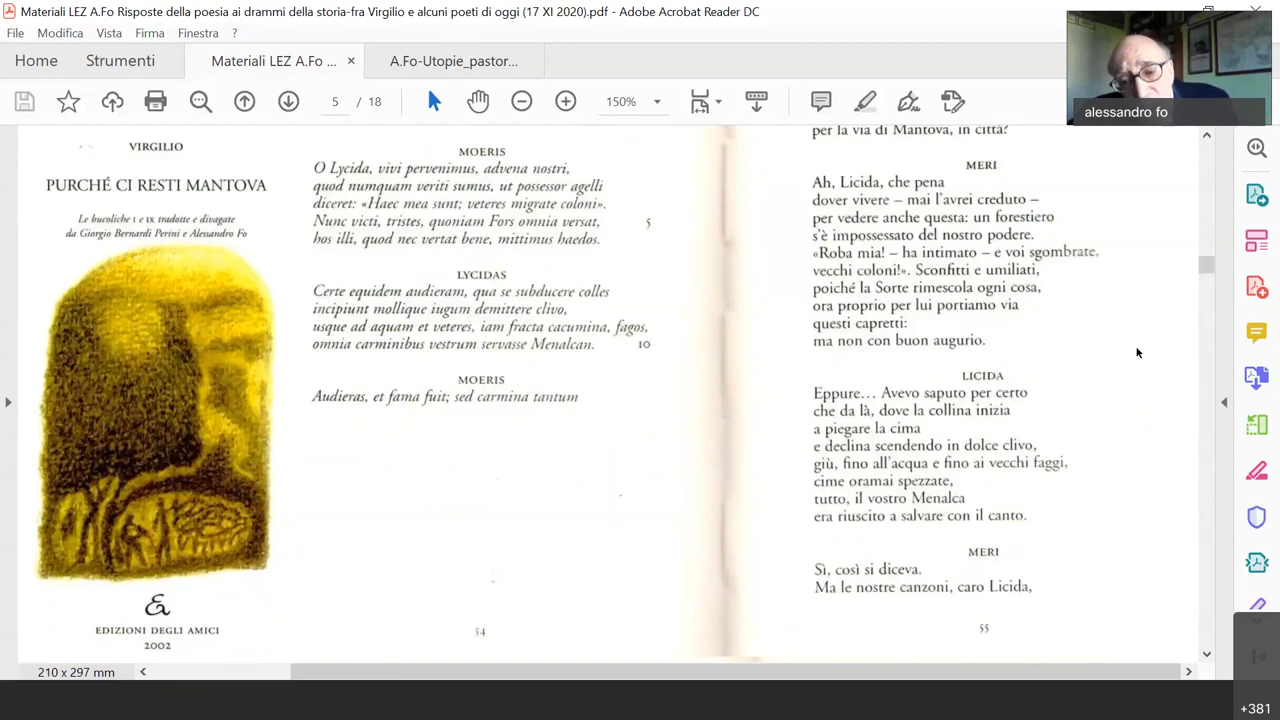 Materiali LEZ A.Fo Risposte della poesia ai drammi della storia-fra Virgilio e alcuni poeti di oggi (17 XI 2020).pdf - Adobe Acrobat Reader DC
File Modifica Vista Firma Finestra ?
Home Strumenti Materiali LEZ A.Fo ... × A.Fo-Utopie_pastor...
5 / 18 150%
alessandro fo
VIRGILIO
PURCHÉ CI RESTI MANTOVA
Le bucoliche I e IX tradotte e divagate
da Giorgio Bernardi Perini e Alessandro Fo
EDIZIONI DEGLI AMICI
2002
MOERIS
O Lycida, vivi pervenimus, advena nostri,
quod numquam veriti sumus, ut possessor agelli
diceret: «Haec mea sunt; veteres migrate coloni».
Nunc victi, tristes, quoniam Fors omnia versat, 5
hos illi, quod nec vertat bene, mittimus haedos.
LYCIDAS
Certe equidem audieram, qua se subducere colles
incipiunt mollique iugum demittere clivo,
usque ad aquam et veteres, iam fracta cacumina, fagos,
omnia carminibus vestrum servasse Menalcan. 10
MOERIS
Audieras, et fama fuit; sed carmina tantum
54
per la via di Mantova, in città?
MERI
Ah, Licida, che pena
dover vivere – mai l'avrei creduto –
per vedere anche questa: un forestiero
s'è impossessato del nostro podere.
«Roba mia! – ha intimato – e voi sgombrate,
vecchi coloni!». Sconfitti e umiliati,
poiché la Sorte rimescola ogni cosa,
ora proprio per lui portiamo via
questi capretti:
ma non con buon augurio.
LICIDA
Eppure... Avevo saputo per certo
che da là, dove la collina inizia
a piegare la cima
e declina scendendo in dolce clivo,
giù, fino all'acqua e fino ai vecchi faggi,
cime oramai spezzate,
tutto, il vostro Menalca
era riuscito a salvare con il canto.
MERI
Sì, così si diceva.
Ma le nostre canzoni, caro Licida,
55
210 x 297 mm
+381